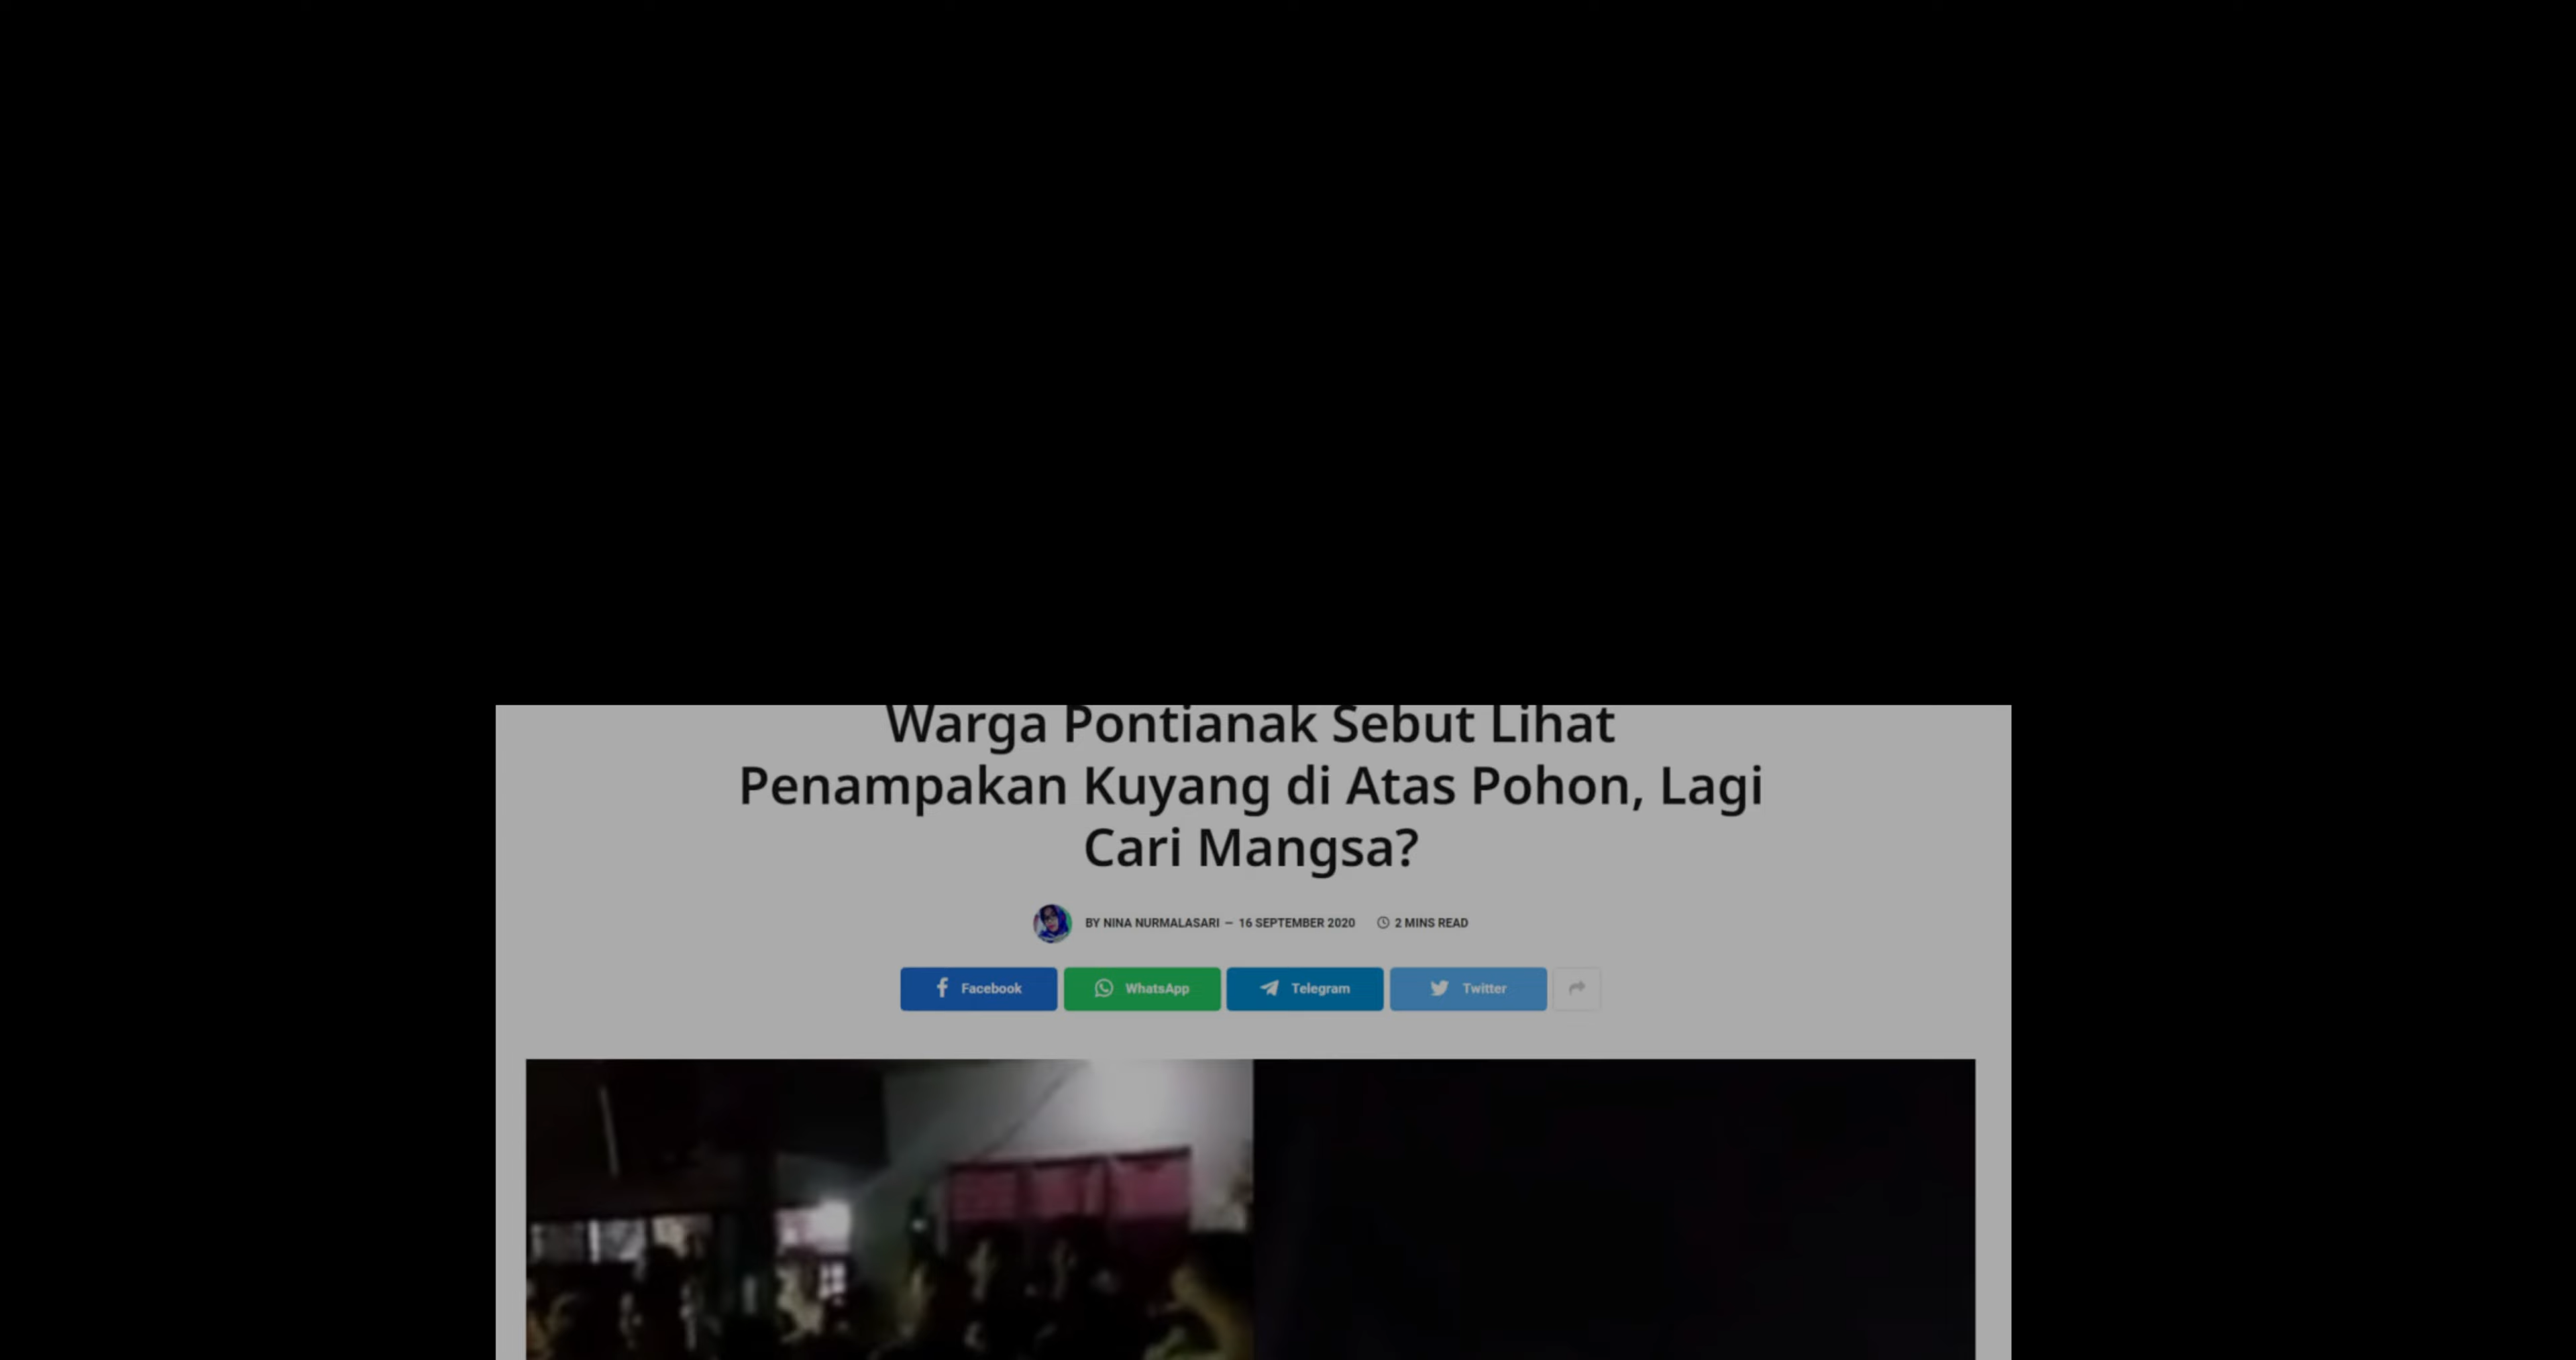 Warga Pontianak Sebut Lihat
Penampakan Kuyang di Atas Pohon, Lagi
Cari Mangsa?
BY NINA NURMALASARI — 16 SEPTEMBER 2020 2 MINS READ
Facebook WhatsApp Telegram Twitter